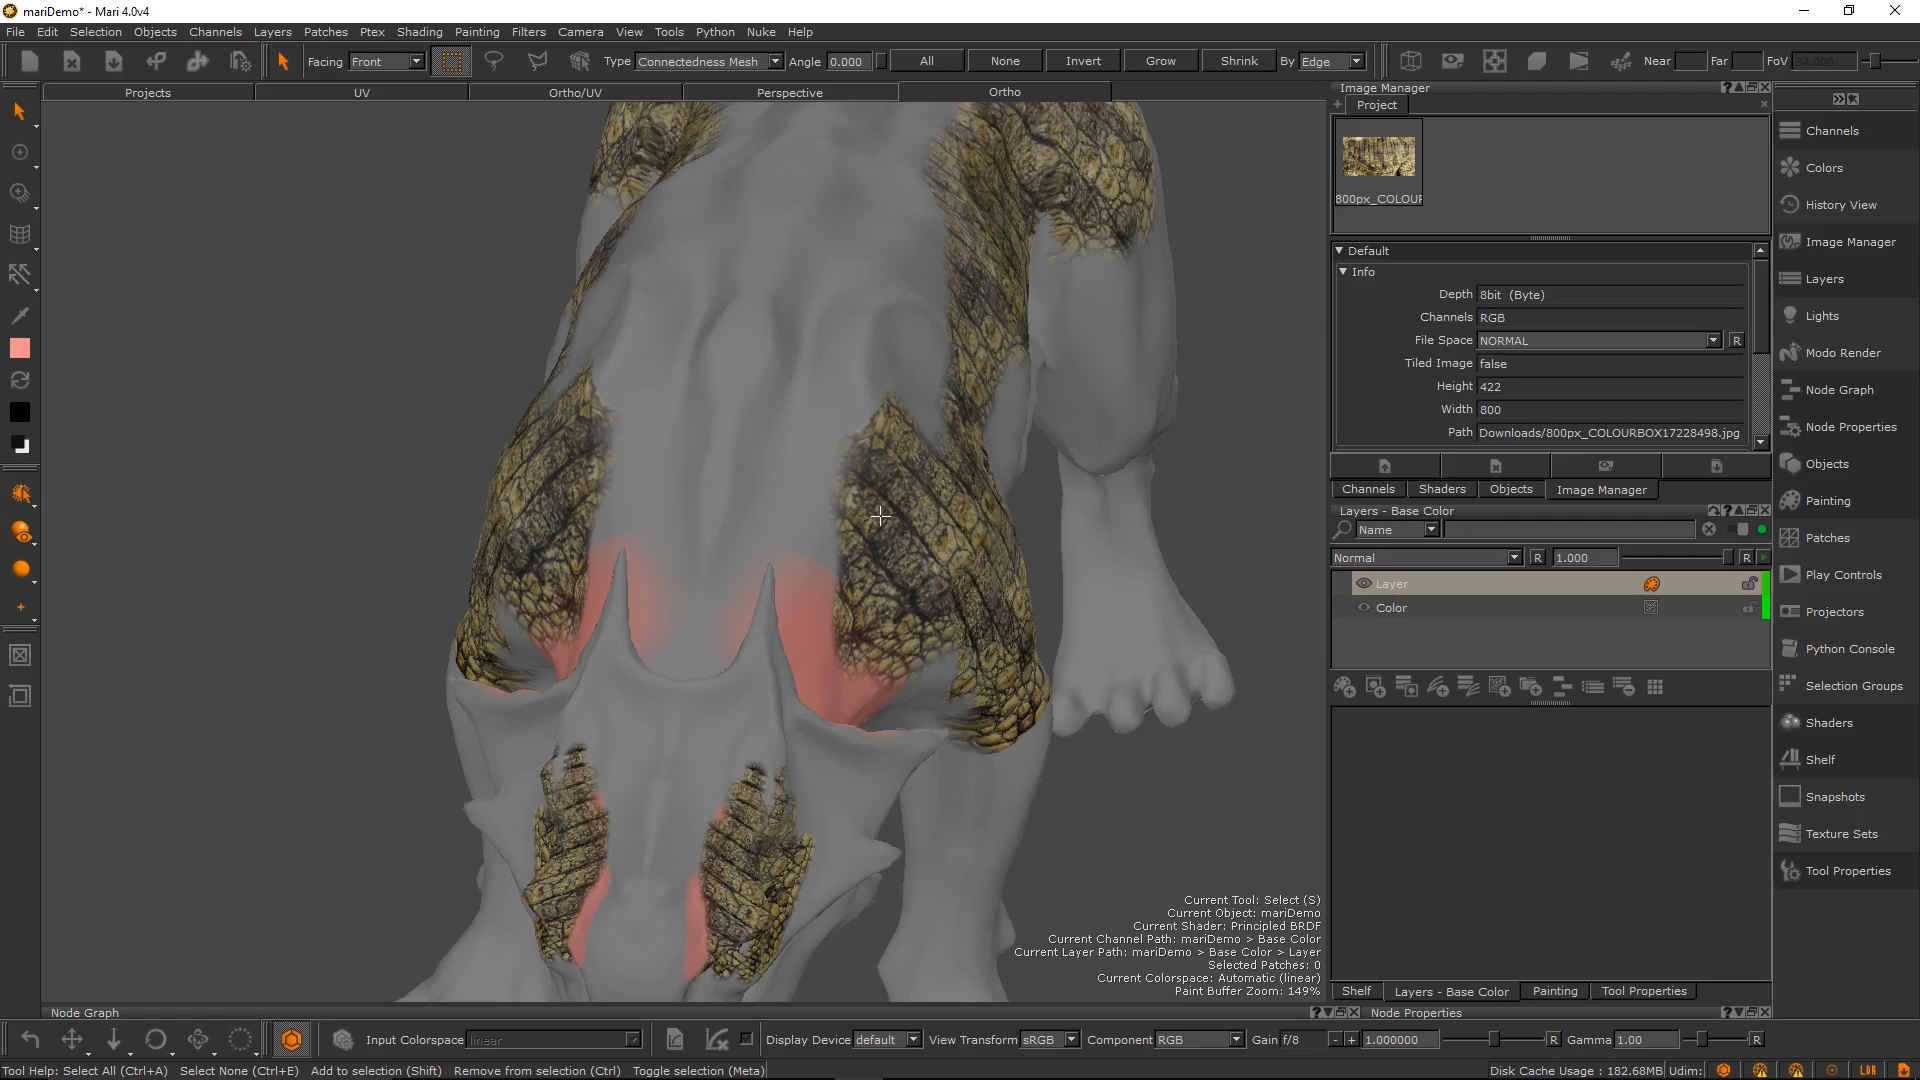 mariDemo* - Mari 4.0v4
File Edit Selection Objects Channels Layers Patches Ptex Shading Painting Filters Camera View Tools Python Nuke Help
Facing Front Type Connectedness Mesh Angle 0.000 All None Invert Grow Shrink By Edge Near Far FoV 34.000
Projects UV Ortho/UV Perspective Ortho
Image Manager
Project
800px_COLOUR
Default
Info
Depth 8bit (Byte)
Channels RGB
File Space NORMAL R
Tiled Image false
Height 422
Width 800
Path Downloads/800px_COLOURBOX17228498.jpg
Channels Shaders Objects Image Manager
Layers - Base Color
Name
Normal R 1.000 R
Layer
Color
Shelf Layers - Base Color Painting Tool Properties
Channels
Colors
History View
Image Manager
Layers
Lights
Modo Render
Node Graph
Node Properties
Objects
Painting
Patches
Play Controls
Projectors
Python Console
Selection Groups
Shaders
Shelf
Snapshots
Texture Sets
Tool Properties
Current Tool: Select (S)
Current Object: mariDemo
Current Shader: Principled BRDF
Current Channel Path: mariDemo > Base Color
Current Layer Path: mariDemo > Base Color > Layer
Selected Patches: 0
Current Colorspace: Automatic (linear)
Paint Buffer Zoom: 149%
Node Graph
Node Properties
Input Colorspace linear Display Device default View Transform sRGB Component RGB Gain f/8 - + 1.000000 R Gamma 1.00 R
Tool Help: Select All (Ctrl+A) Select None (Ctrl+E) Add to selection (Shift) Remove from selection (Ctrl) Toggle selection (Meta)
Disk Cache Usage : 182.68MB Udim: LDR